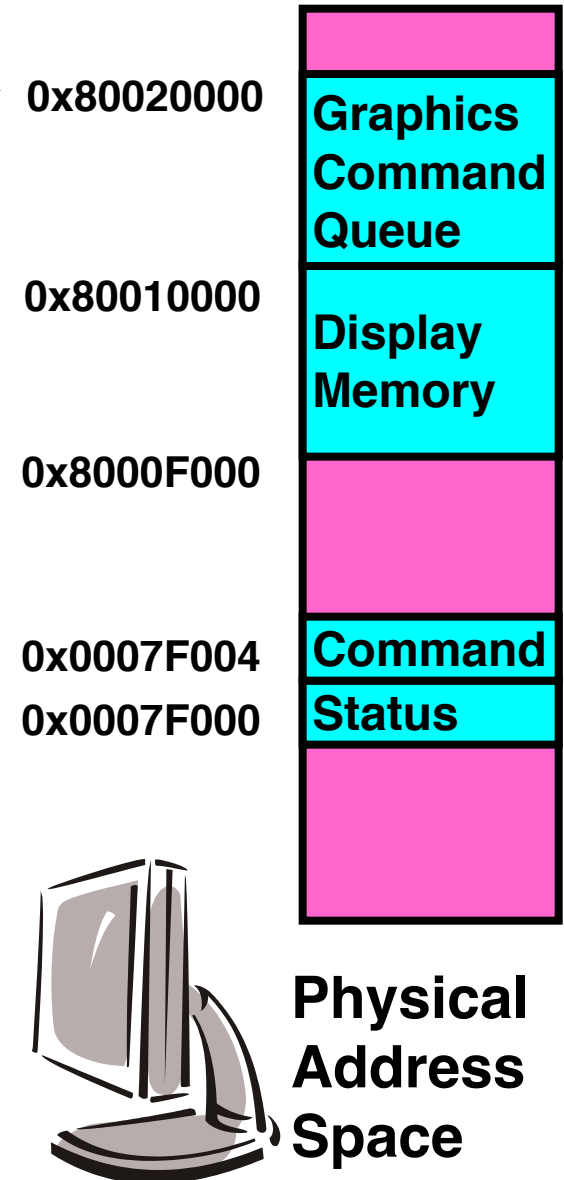 0x80020000
Graphics
Command
Queue
0x80010000
Display
Memory
0x8000F000
0x0007F004
Command
0x0007F000
Status
Physical
Address
Space